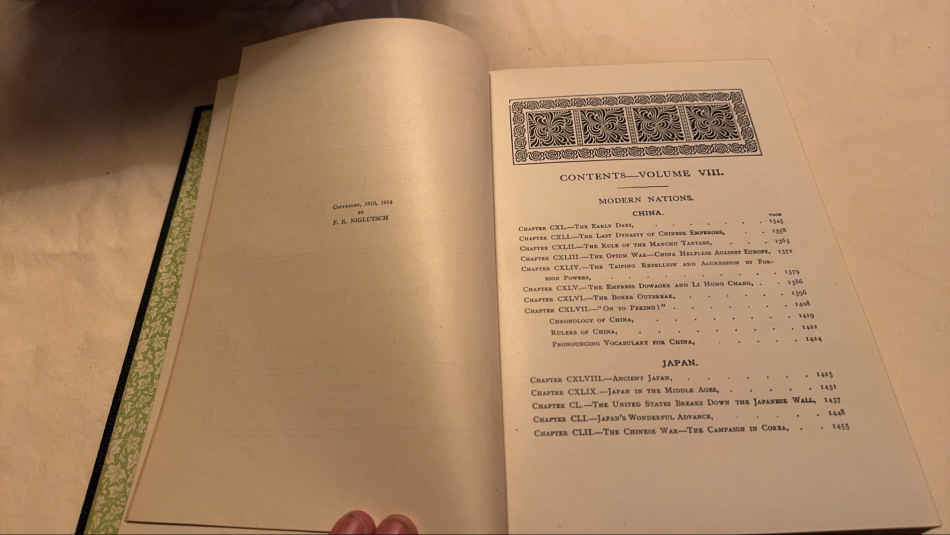 Copyright, 1910, 1914
BY
F. E. NIGLUTSCH
CONTENTS—VOLUME VIII.
MODERN NATIONS.
CHINA.
PAGE
Chapter CXL.—The Early Days, . . . . . . 1345
Chapter CXLI.—The Last Dynasty of Chinese Emperors, . . 1358
Chapter CXLII.—The Rule of the Manchu Tartars, . . . 1365
Chapter CXLIII.—The Opium War—China Helpless Against Europe, 1372
Chapter CXLIV.—The Taiping Rebellion and Aggression by For-
eign Powers, . . . . . . . . 1379
Chapter CXLV.—The Empress Dowager and Li Hung Chang, . . 1386
Chapter CXLVI.—The Boxer Outbreak, . . . . . 1396
Chapter CXLVII.—"On to Peking!" . . . . . . 1408
Chronology of China, . . . . . . 1419
Rulers of China, . . . . . . . 1422
Pronouncing Vocabulary for China, . . . . 1424
JAPAN.
Chapter CXLVIII.—Ancient Japan, . . . . . . 1425
Chapter CXLIX.—Japan in the Middle Ages, . . . . . 1431
Chapter CL.—The United States Breaks Down the Japanese Wall, 1437
Chapter CLI.—Japan's Wonderful Advance, . . . . 1448
Chapter CLII.—The Chinese War—The Campaign in Corea, . . 1455